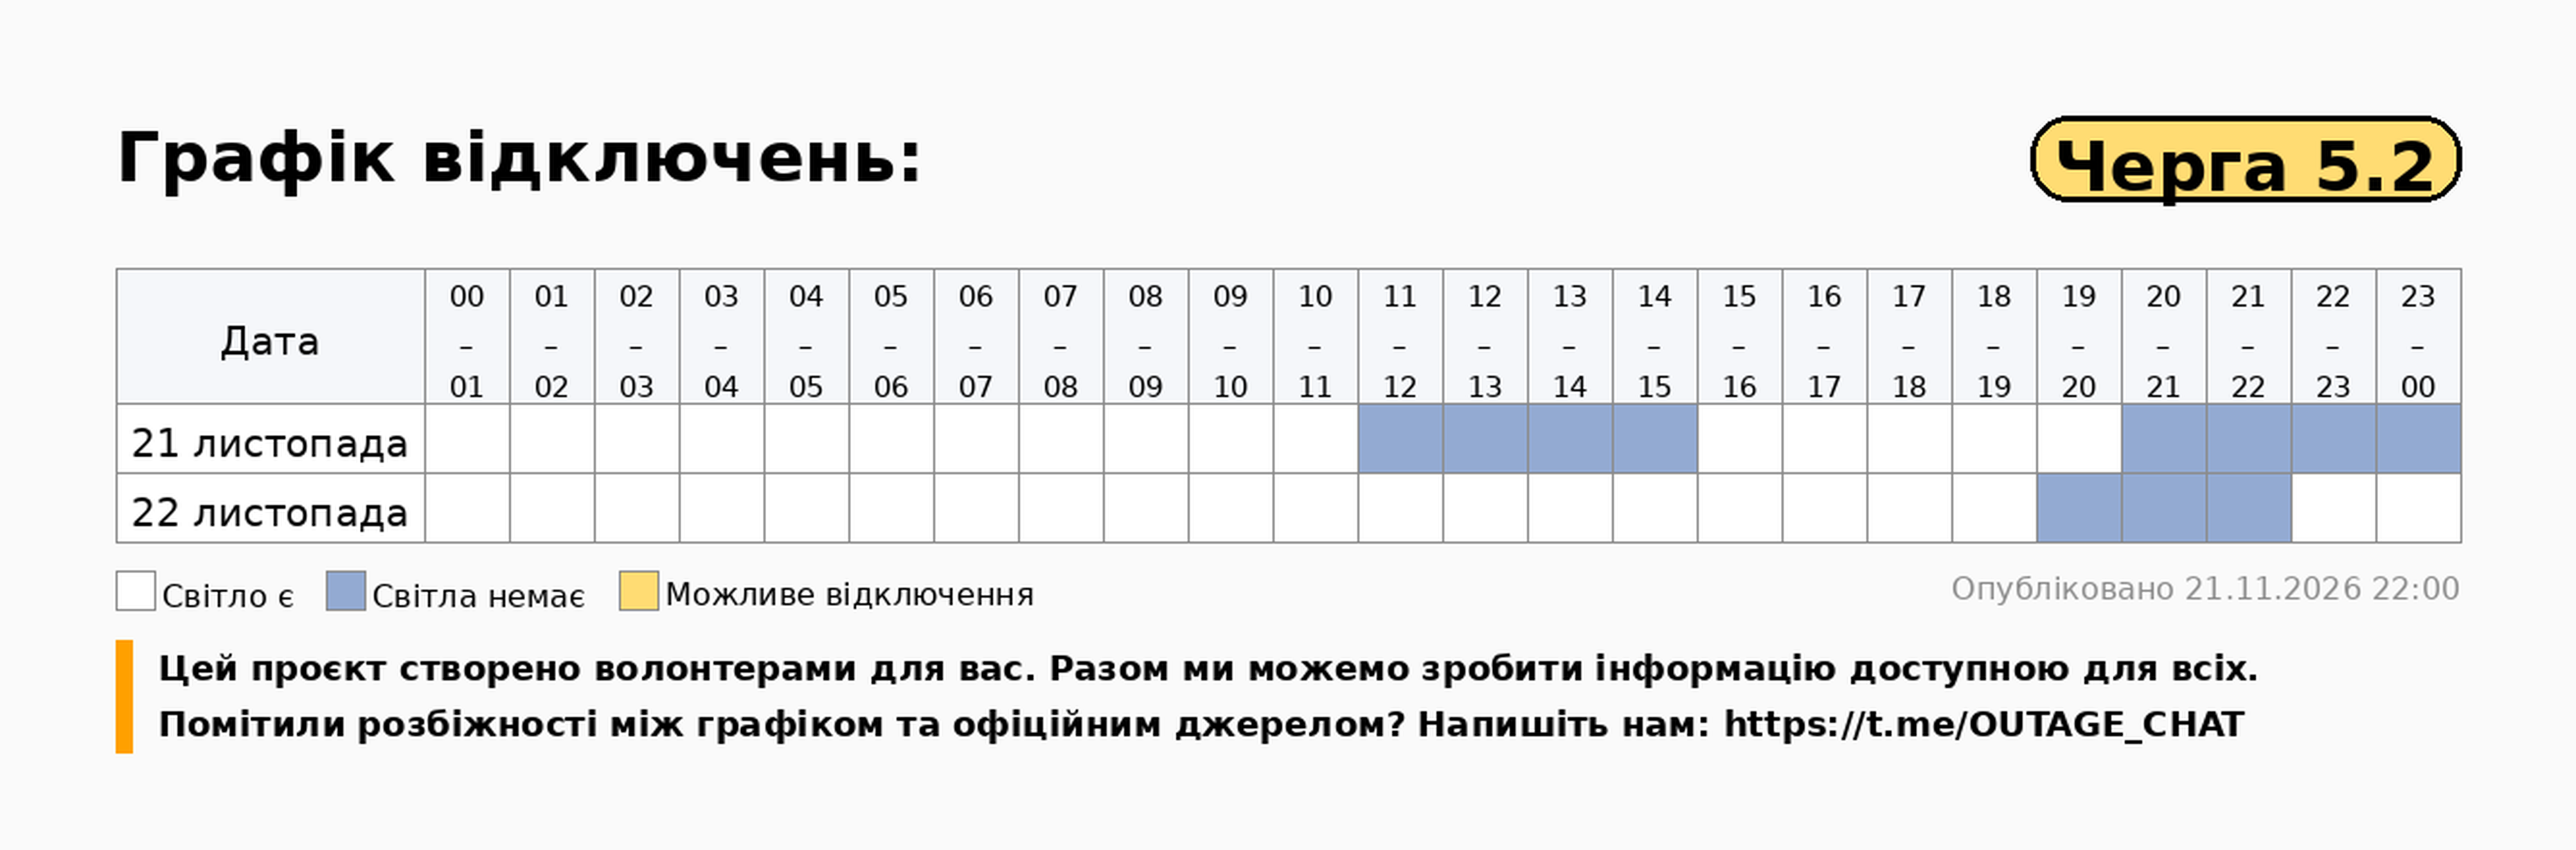 Графік відключень:
Черга 5.2
Дата 00 – 01 01 – 02 02 – 03 03 – 04 04 – 05 05 – 06 06 – 07 07 – 08 08 – 09 09 – 10 10 – 11 11 – 12 12 – 13 13 – 14 14 – 15 15 – 16 16 – 17 17 – 18 18 – 19 19 – 20 20 – 21 21 – 22 22 – 23 23 – 00
21 листопада
22 листопада
Світло є Світла немає Можливе відключення
Опубліковано 21.11.2026 22:00
Цей проєкт створено волонтерами для вас. Разом ми можемо зробити інформацію доступною для всіх.
Помітили розбіжності між графіком та офіційним джерелом? Напишіть нам: https://t.me/OUTAGE_CHAT